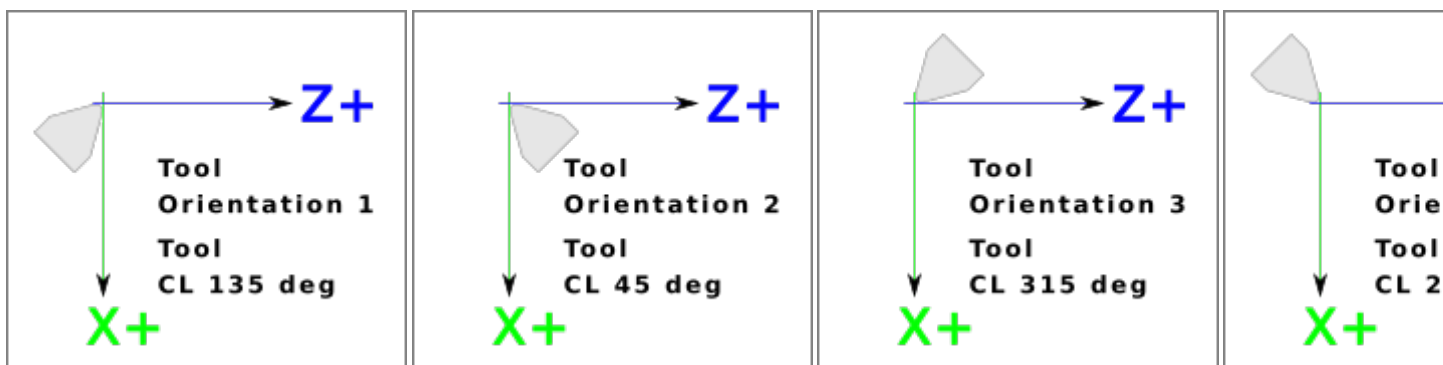 Z+
Tool
Orientation 1
Tool
CL 135 deg
X+
Z+
Tool
Orientation 2
Tool
CL 45 deg
X+
Z+
Tool
Orientation 3
Tool
CL 315 deg
X+
Tool
Tool
CL
X+